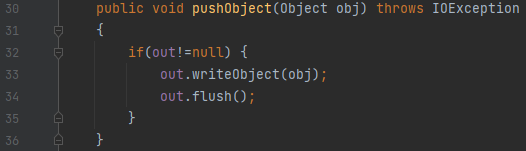 30 public void pushObject(Object obj) throws IOException
31 {
32 if(out!=null) {
33 out.writeObject(obj);
34 out.flush();
35 }
36 }